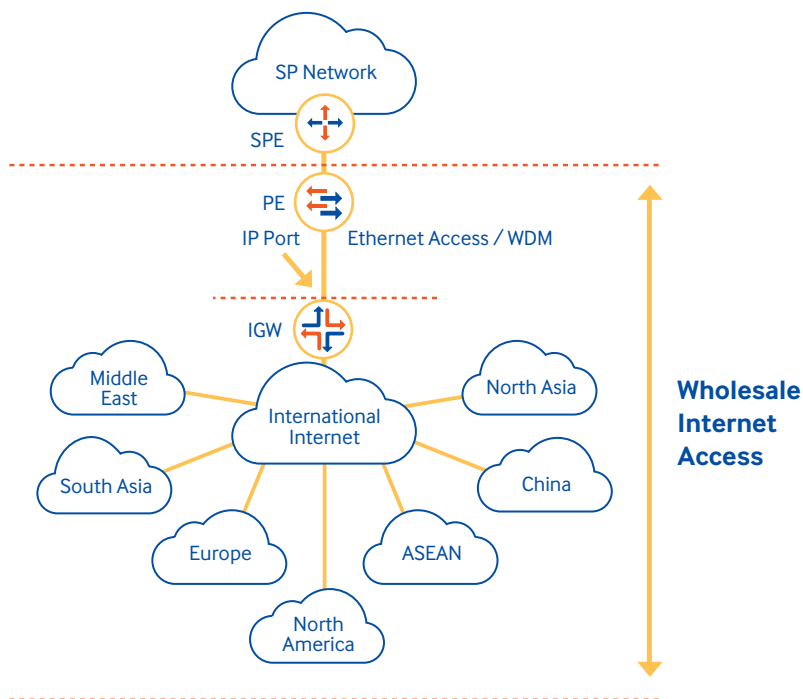 SP Network
SPE
PE
IP Port
Ethernet Access / WDM
IGW
Middle
East
North Asia
International
Internet
Wholesale
Internet
Access
South Asia
China
Europe
ASEAN
North
America